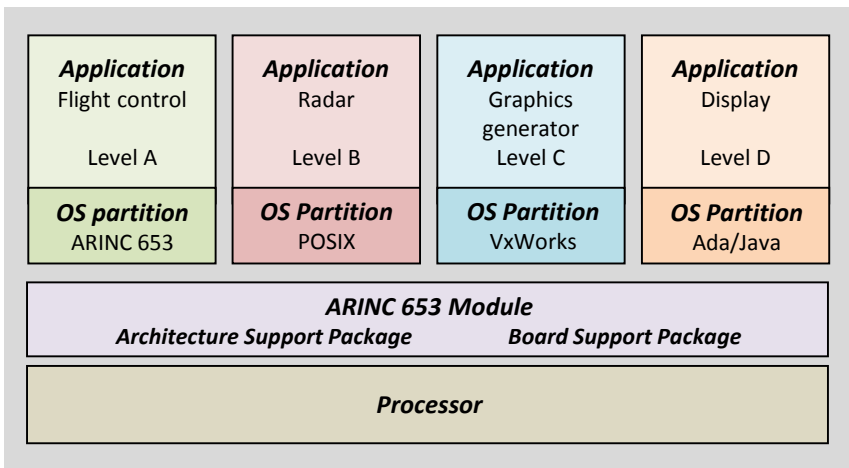 Application
Flight control
Level A
OS partition
ARINC 653
Application
Radar
Level B
OS Partition
POSIX
Application
Graphics
generator
Level C
OS Partition
VxWorks
Application
Display
Level D
OS Partition
Ada/Java
ARINC 653 Module
Architecture Support Package
Board Support Package
Processor